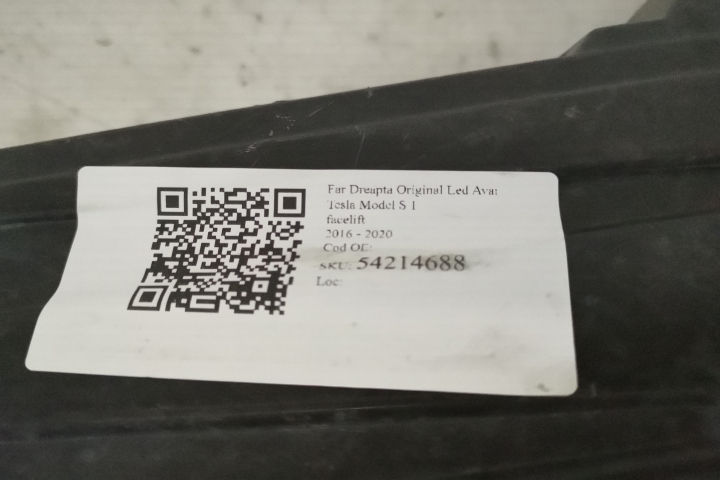 Far Dreapta Original Led Avar
Tesla Model S 1
facelift
2016 - 2020
Cod OE:
SKU: 54214688
Loc: